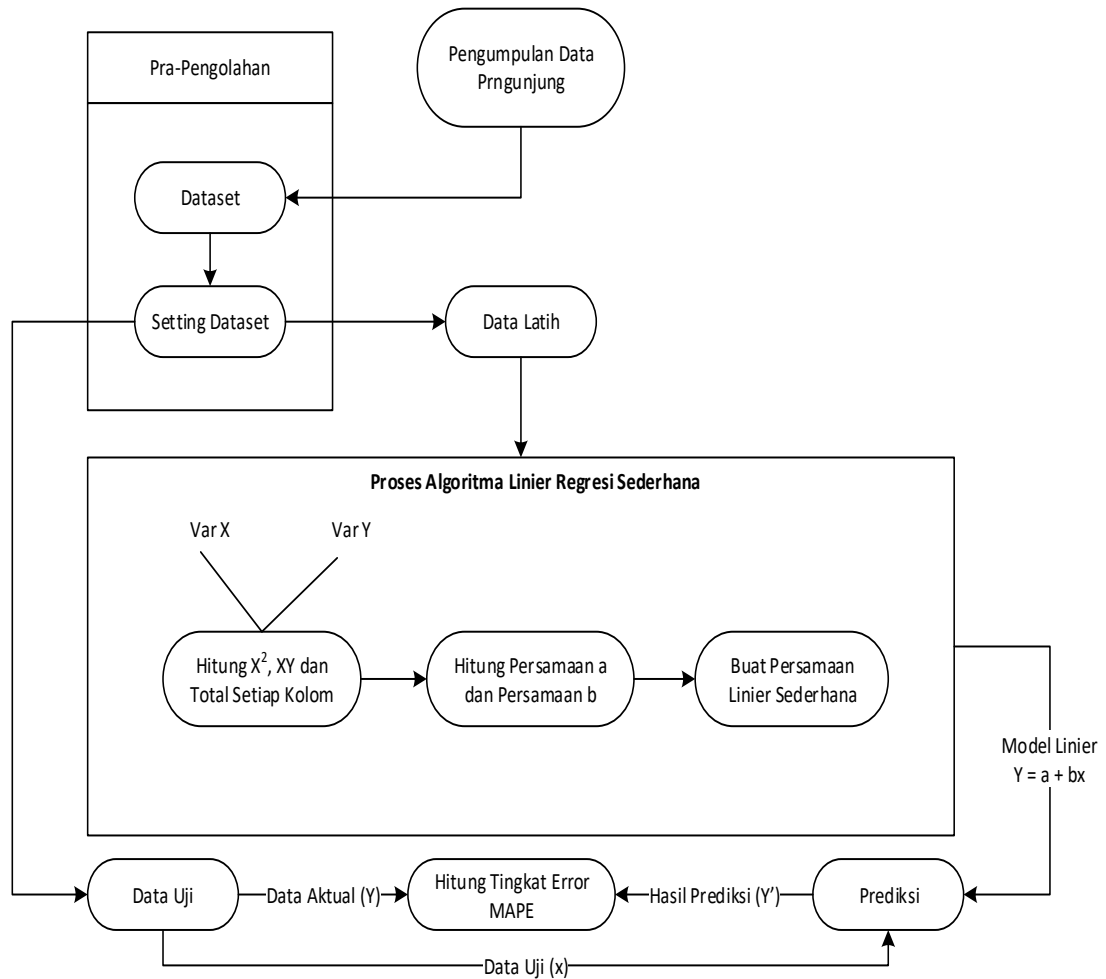 Pengumpulan Data
Prngunjung
Pra-Pengolahan
Dataset
Setting Dataset
Data Latih
Proses Algoritma Linier Regresi Sederhana
Var X
Var Y
Hitung X², XY dan
Total Setiap Kolom
Hitung Persamaan a
dan Persamaan b
Buat Persamaan
Linier Sederhana
Model Linier
Y = a + bx
Data Uji
Data Aktual (Y)
Hitung Tingkat Error
MAPE
Hasil Prediksi (Y’)
Prediksi
Data Uji (x)